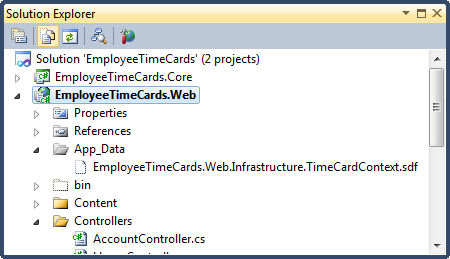 Solution Explorer
Solution 'EmployeeTimeCards' (2 projects)
EmployeeTimeCards.Core
EmployeeTimeCards.Web
Properties
References
App_Data
EmployeeTimeCards.Web.Infrastructure.TimeCardContext.sdf
bin
Content
Controllers
AccountController.cs